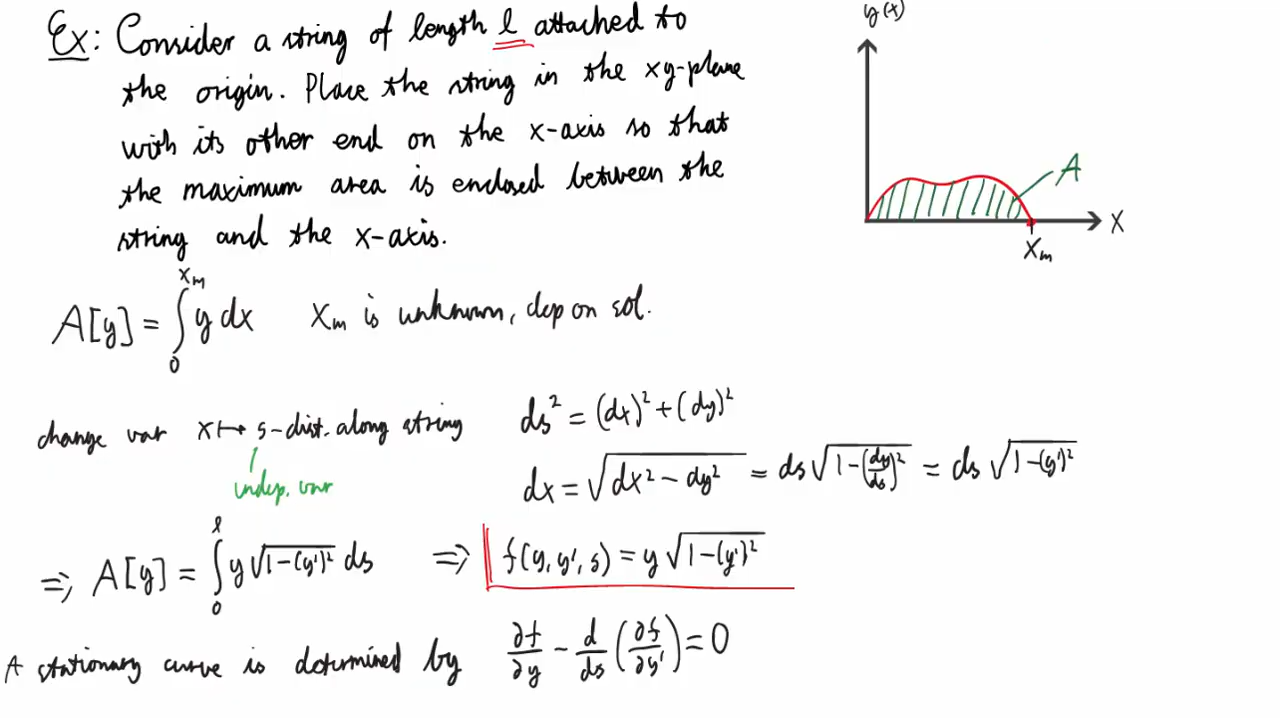 Ex: Consider a string of length l attached to
the origin. Place the string in the xy-plane
with its other end on the x-axis so that
the maximum area is enclosed between the
string and the x-axis.
y(x)
A
X
Xm
A[y] = ∫₀^{xm} y dx    Xm is unknown, dep on sol.
change var x ↦ s-dist. along string    ds² = (dx)² + (dy)²
indep. var
dx = √(dx² - dy²) = ds √(1-(dy/ds)²) = ds √(1-(y')²)
⇒ A[y] = ∫₀^l y √(1-(y')²) ds    ⇒ f(y, y', s) = y √(1-(y')²)
A stationary curve is determined by    ∂f/∂y - d/ds (∂f/∂y') = 0